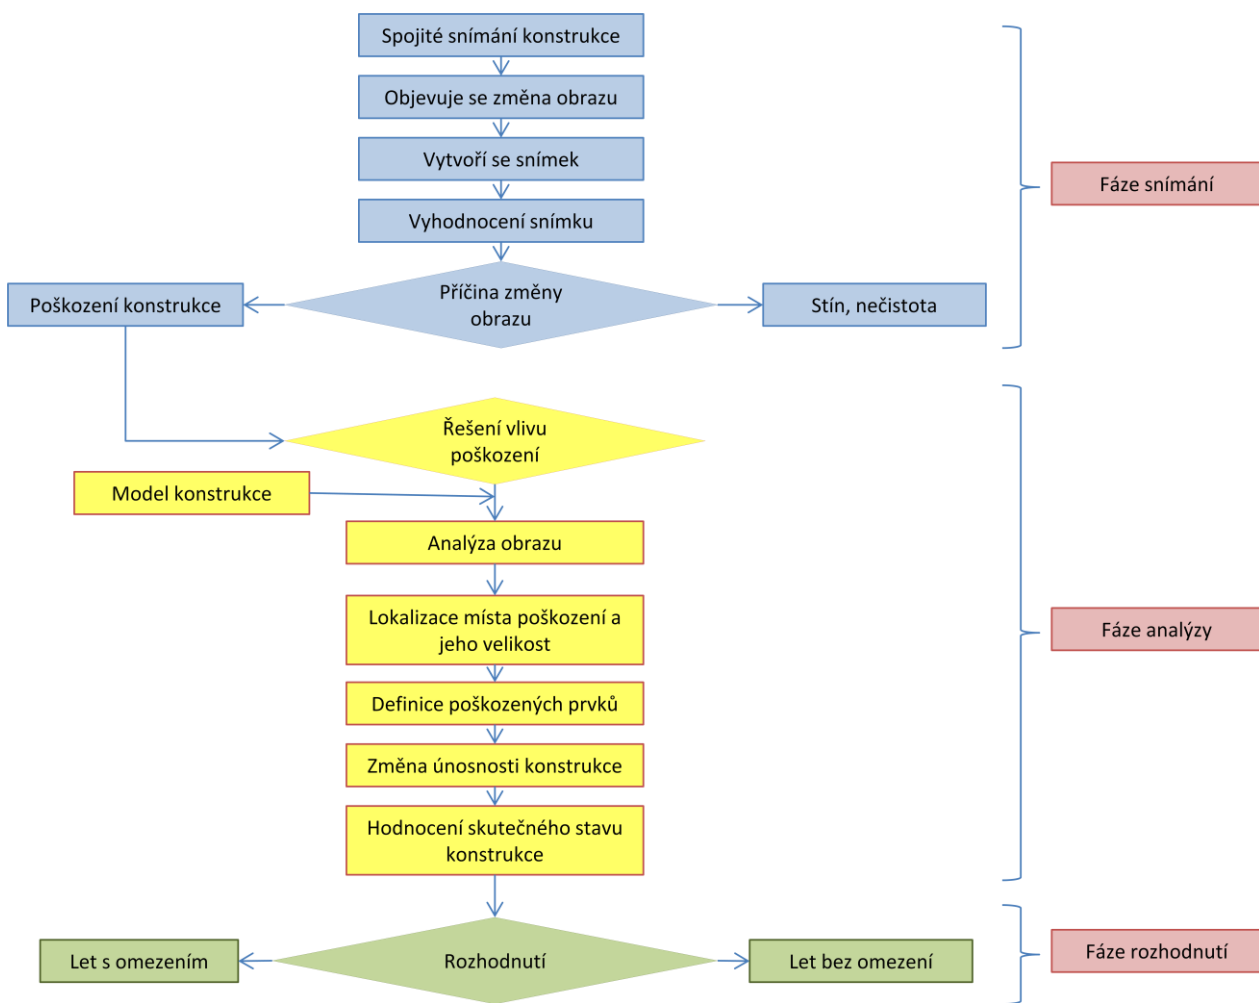 Spojité snímání konstrukce
Objevuje se změna obrazu
Vytvoří se snímek
Fáze snímání
Vyhodnocení snímku
Poškození konstrukce
Příčina změny
obrazu
Stín, nečistota
Řešení vlivu
poškození
Model konstrukce
Analýza obrazu
Lokalizace místa poškození a
jeho velikost
Fáze analýzy
Definice poškozených prvků
Změna únosnosti konstrukce
Hodnocení skutečného stavu
konstrukce
Let s omezením
Rozhodnutí
Let bez omezení
Fáze rozhodnutí